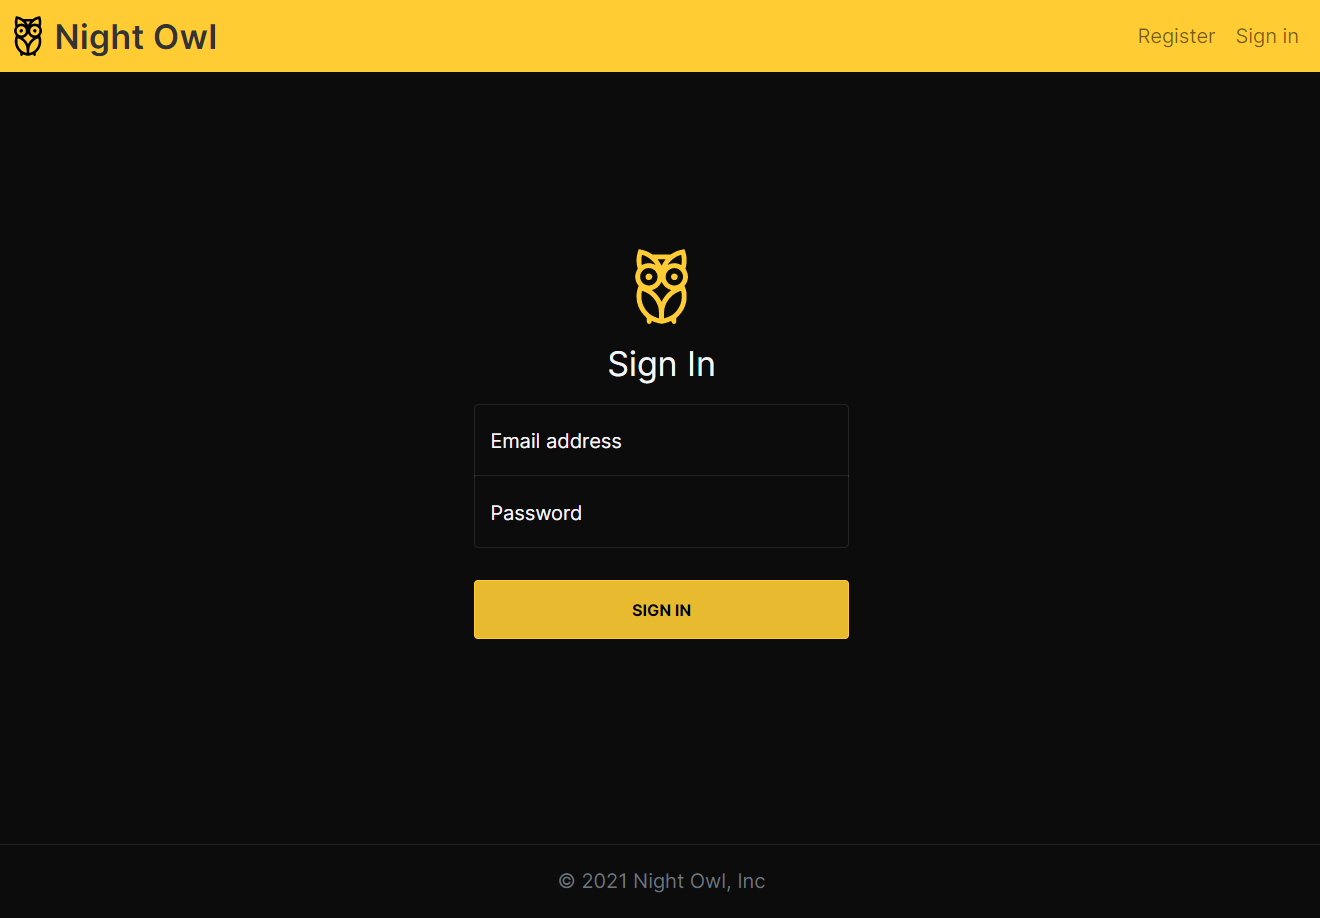 Night Owl
Register Sign in
Sign In
Email address
Password
SIGN IN
© 2021 Night Owl, Inc